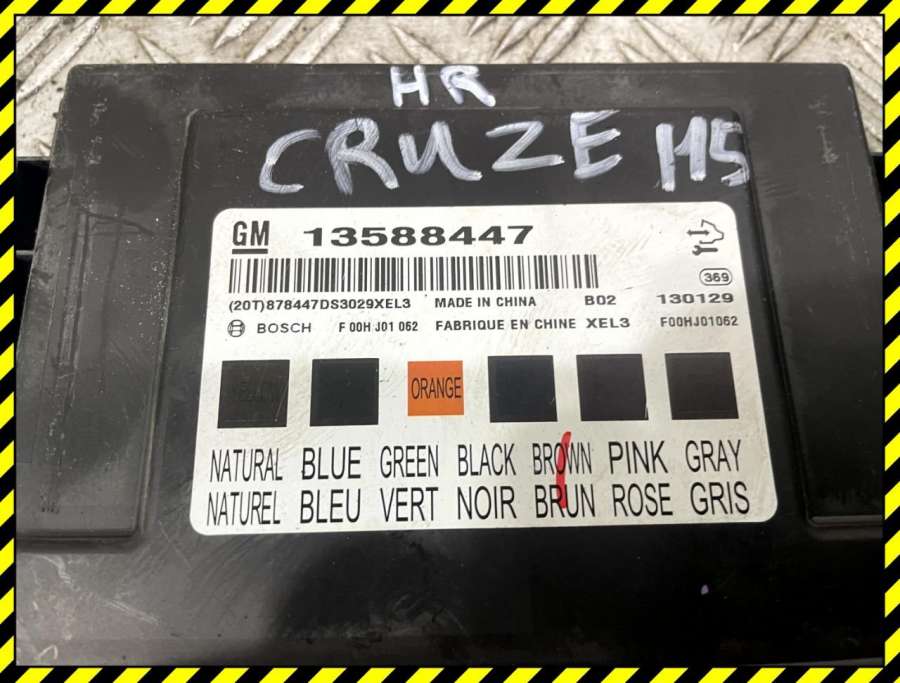 HR
CRUZE M5
GM 13588447
369
(20T)878447DS3029XEL3 MADE IN CHINA B02 130129
BOSCH F 00H J01 062 FABRIQUE EN CHINE XEL3 F00HJ01062
ORANGE
NATURAL BLUE GREEN BLACK BROWN PINK GRAY
NATUREL BLEU VERT NOIR BRUN ROSE GRIS